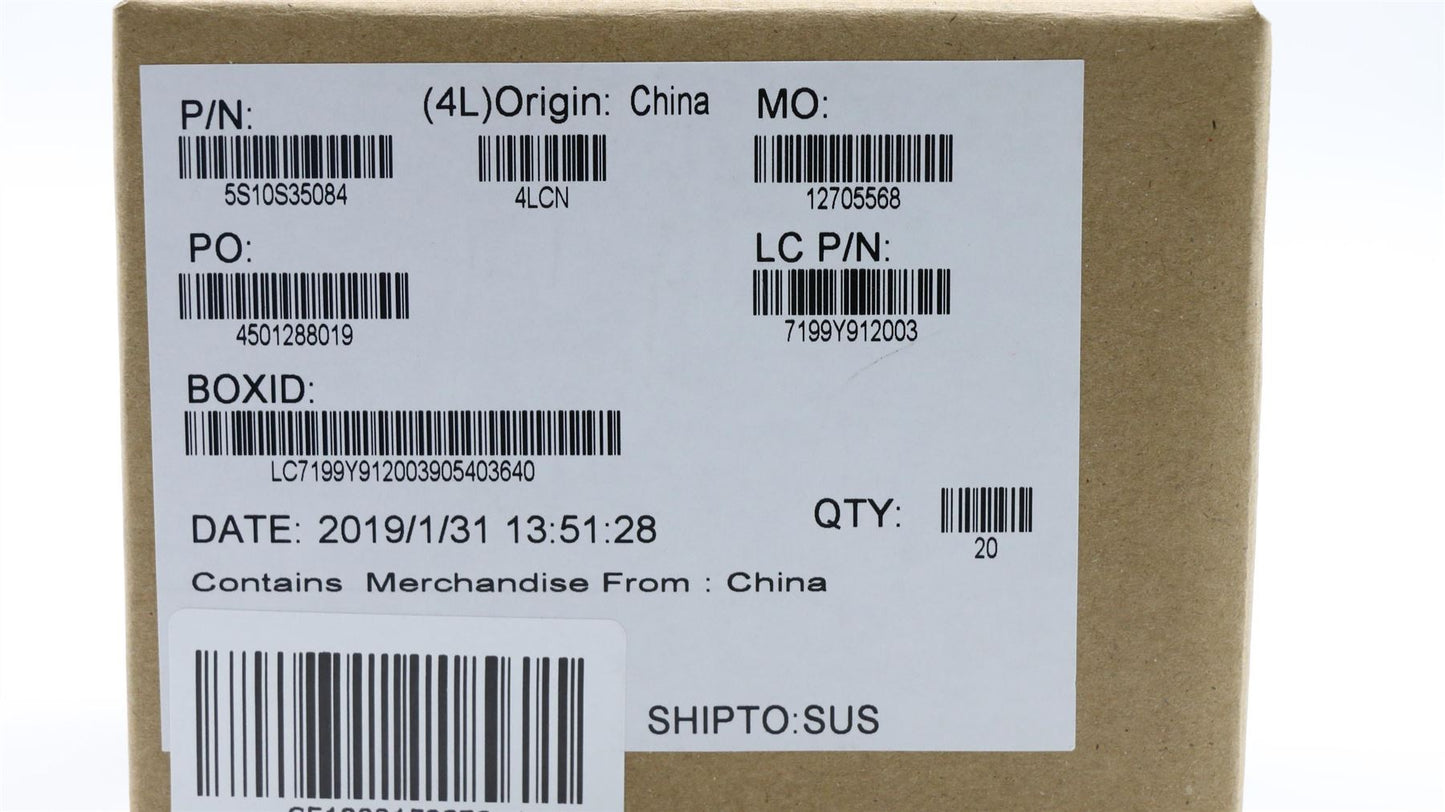 P/N:
(4L)Origin: China
MO:
5S10S35084
4LCN
12705568
PO:
LC P/N:
4501288019
7199Y912003
BOXID:
LC7199Y912003905403640
DATE: 2019/1/31 13:51:28
QTY:
20
Contains Merchandise From : China
SHIPTO:SUS